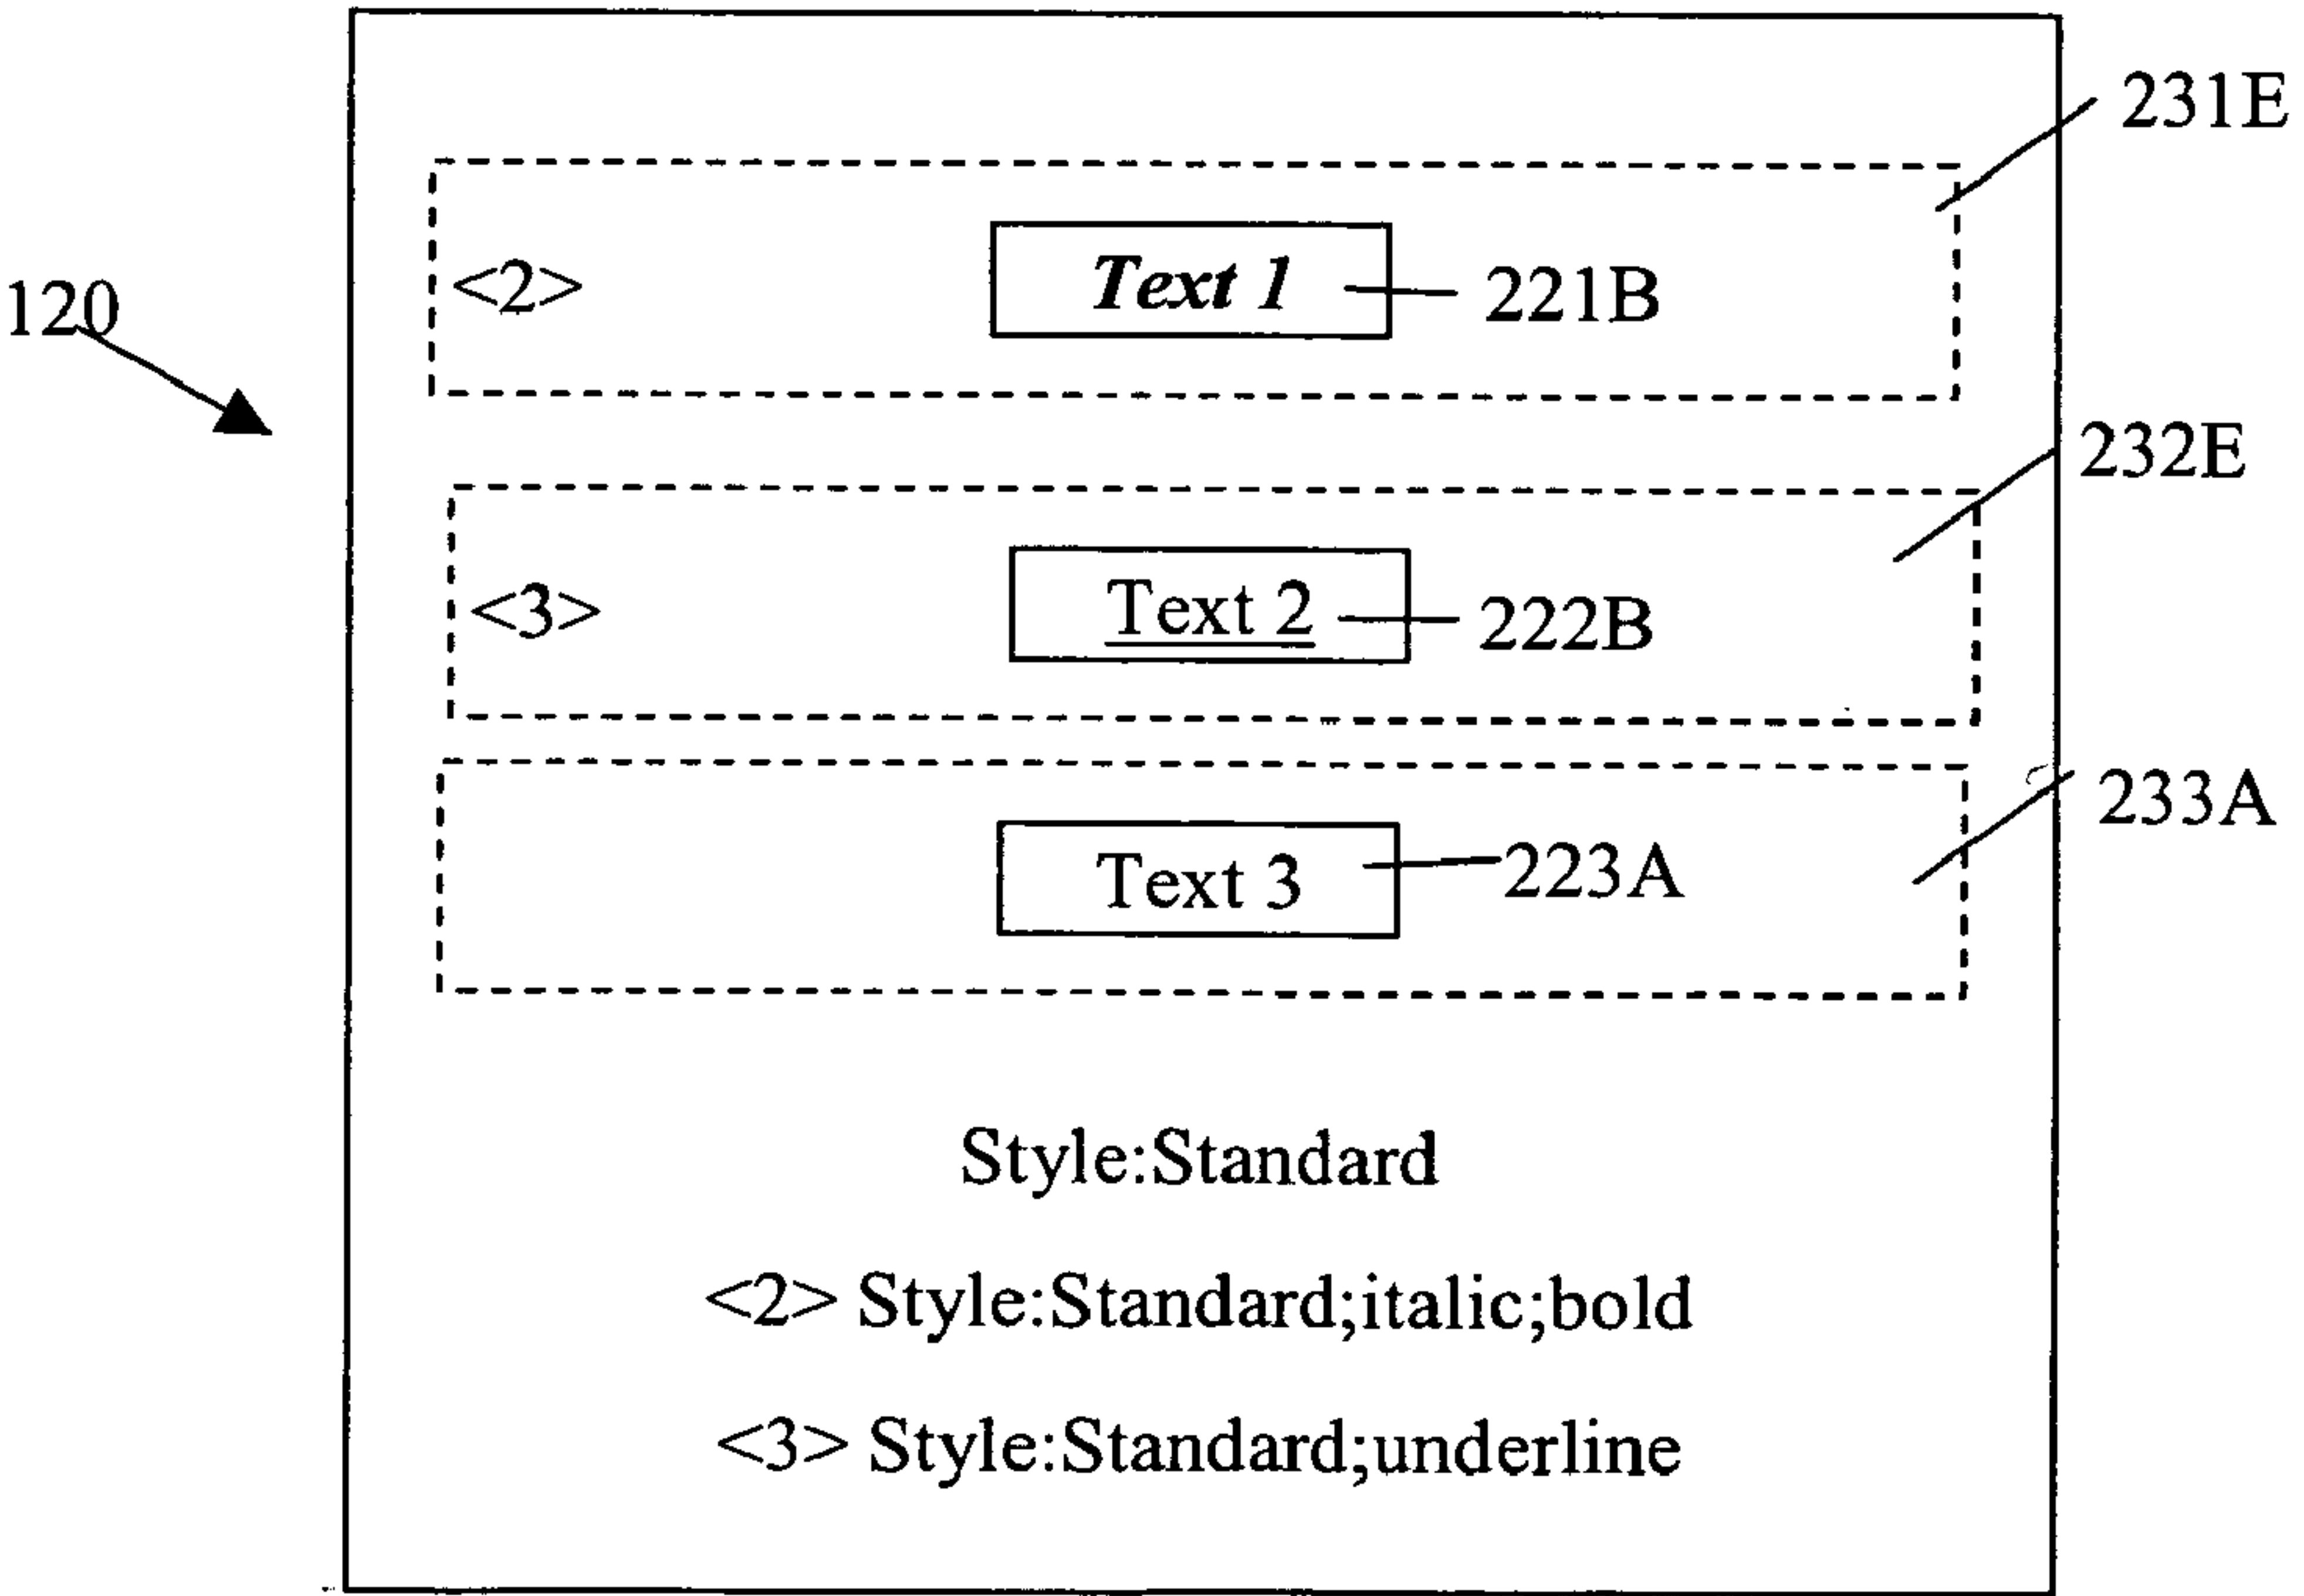 231E
<2> Text 1 221B
120
232E
<3> Text 2 222B
233A
Text 3 223A
Style:Standard
<2> Style:Standard;italic;bold
<3> Style:Standard;underline